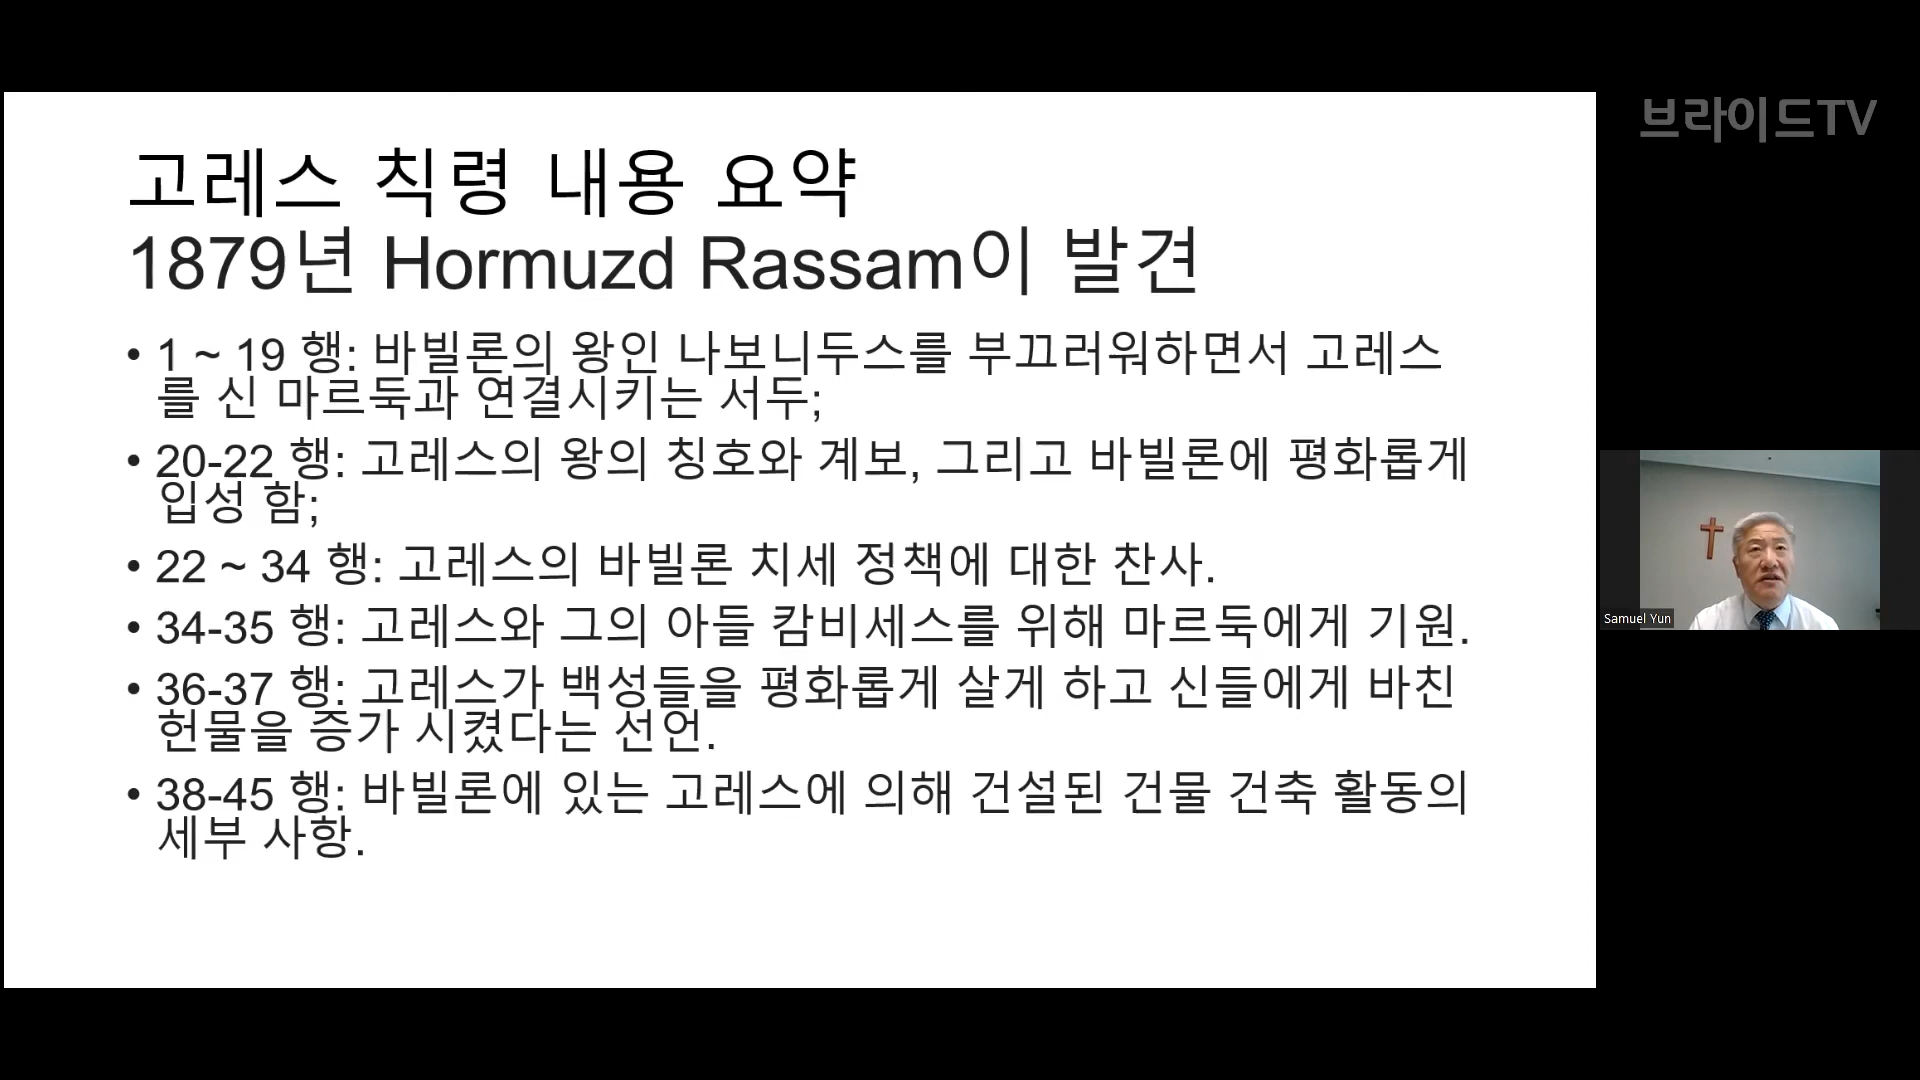 고레스 칙령 내용 요약
1879년 Hormuzd Rassam이 발견
• 1 ~ 19 행: 바빌론의 왕인 나보니두스를 부끄러워하면서 고레스
를 신 마르둑과 연결시키는 서두;
• 20-22 행: 고레스의 왕의 칭호와 계보, 그리고 바빌론에 평화롭게
입성 함;
• 22 ~ 34 행: 고레스의 바빌론 치세 정책에 대한 찬사.
• 34-35 행: 고레스와 그의 아들 캄비세스를 위해 마르둑에게 기원.
• 36-37 행: 고레스가 백성들을 평화롭게 살게 하고 신들에게 바친
헌물을 증가 시켰다는 선언.
• 38-45 행: 바빌론에 있는 고레스에 의해 건설된 건물 건축 활동의
세부 사항.
브라이드TV
Samuel Yun